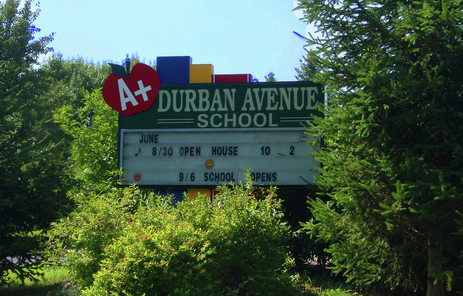 A+
DURBAN AVENUE
SCHOOL
JUNE
8/30 OPEN HOUSE 10 2
9/6 SCHOOL OPENS